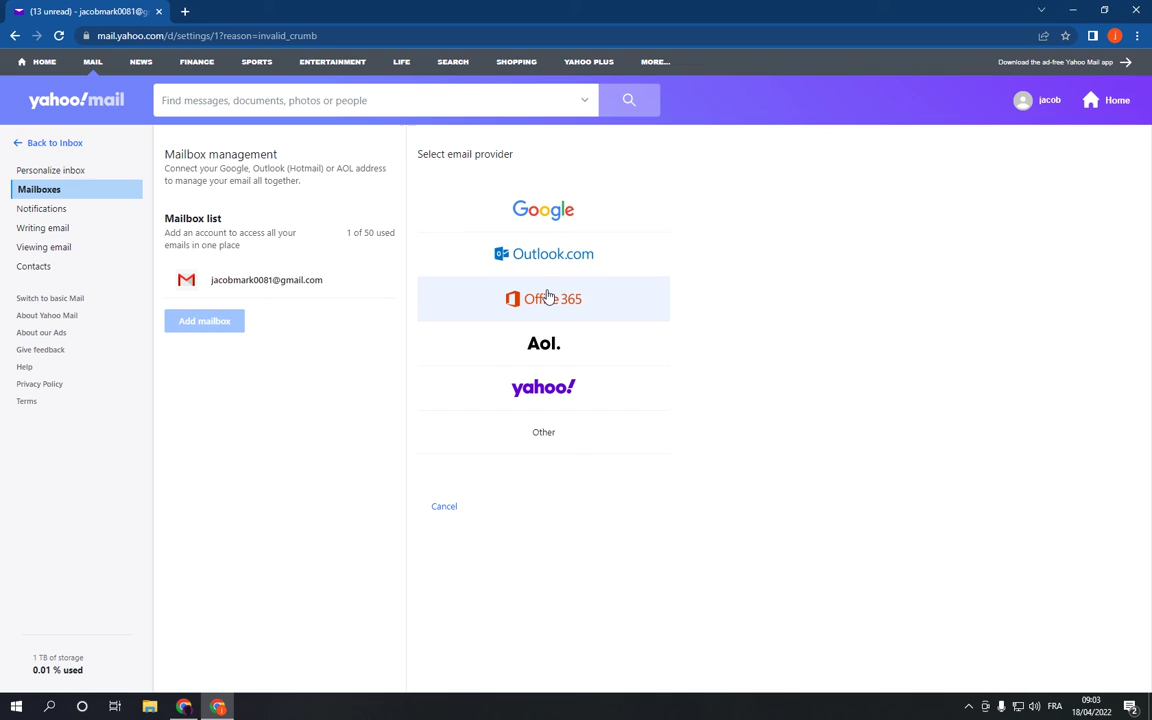 (13 unread) - jacobmark0081@g
mail.yahoo.com/d/settings/1?reason=invalid_crumb
HOME MAIL NEWS FINANCE SPORTS ENTERTAINMENT LIFE SEARCH SHOPPING YAHOO PLUS MORE... Download the ad-free Yahoo Mail app
yahoo!mail Find messages, documents, photos or people jacob Home
Back to Inbox
Personalize inbox
Mailboxes
Notifications
Writing email
Viewing email
Contacts
Switch to basic Mail
About Yahoo Mail
About our Ads
Give feedback
Help
Privacy Policy
Terms
1 TB of storage
0.01 % used
Mailbox management
Connect your Google, Outlook (Hotmail) or AOL address
to manage your email all together.
Mailbox list
Add an account to access all your 1 of 50 used
emails in one place
jacobmark0081@gmail.com
Add mailbox
Select email provider
Google
Outlook.com
Office 365
Aol.
yahoo!
Other
Cancel
FRA
09:03
18/04/2022
2